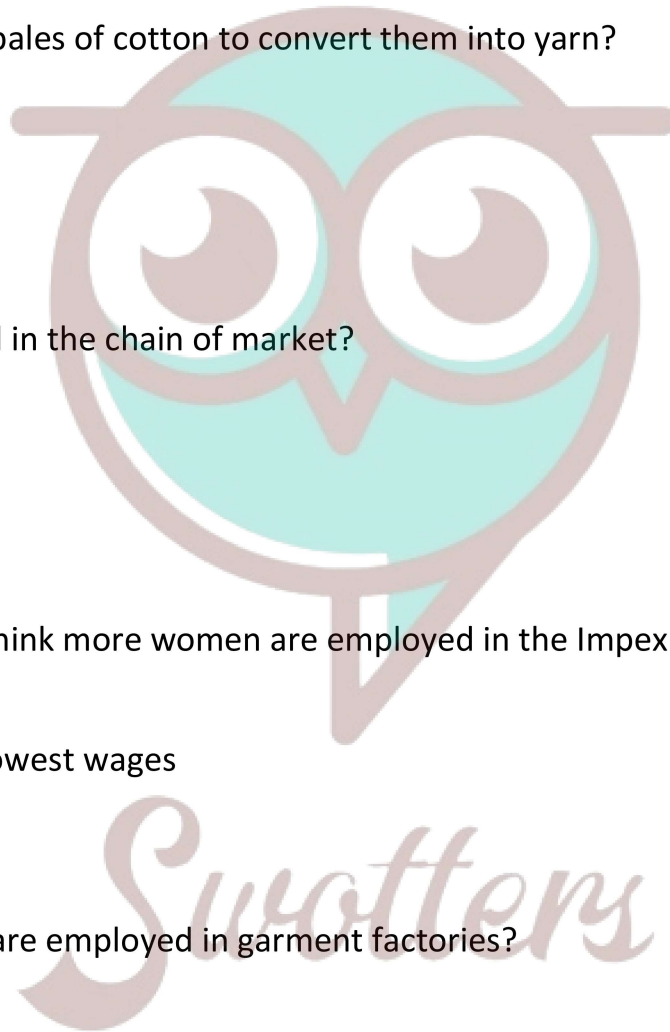 bales of cotton to convert them into yarn?
in the chain of market?
hink more women are employed in the Impex
owest wages
Swotters
are employed in garment factories?